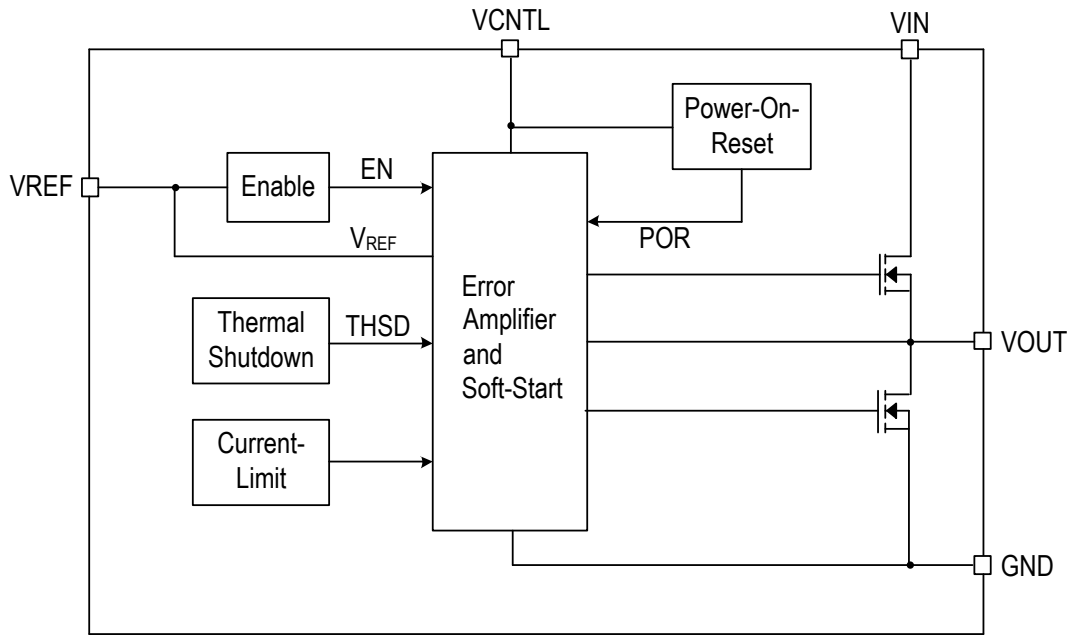 VCNTL
VIN
Power-On-
Reset
VREF
Enable
EN
POR
VREF
Error
Amplifier
and
Soft-Start
Thermal
Shutdown
THSD
VOUT
Current-
Limit
GND